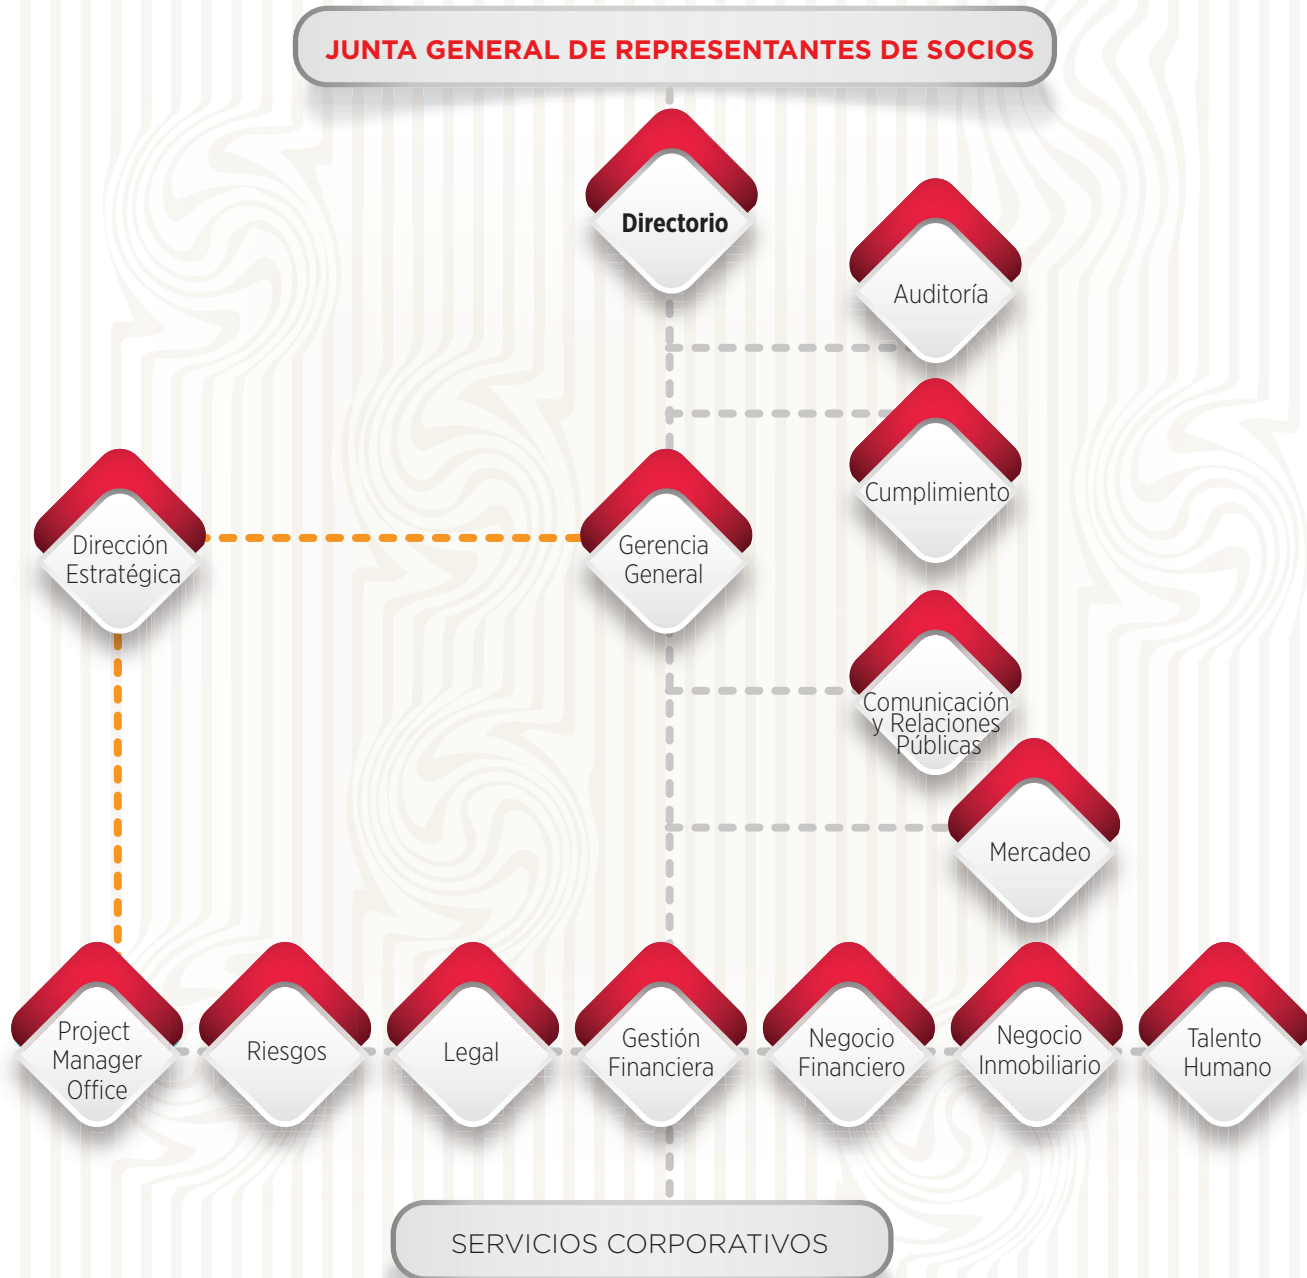 JUNTA GENERAL DE REPRESENTANTES DE SOCIOS
Directorio
Auditoría
Cumplimiento
Dirección
Estratégica
Gerencia
General
Comunicación
y Relaciones
Públicas
Mercadeo
Project
Manager
Office
Riesgos
Legal
Gestión
Financiera
Negocio
Financiero
Negocio
Inmobiliario
Talento
Humano
SERVICIOS CORPORATIVOS